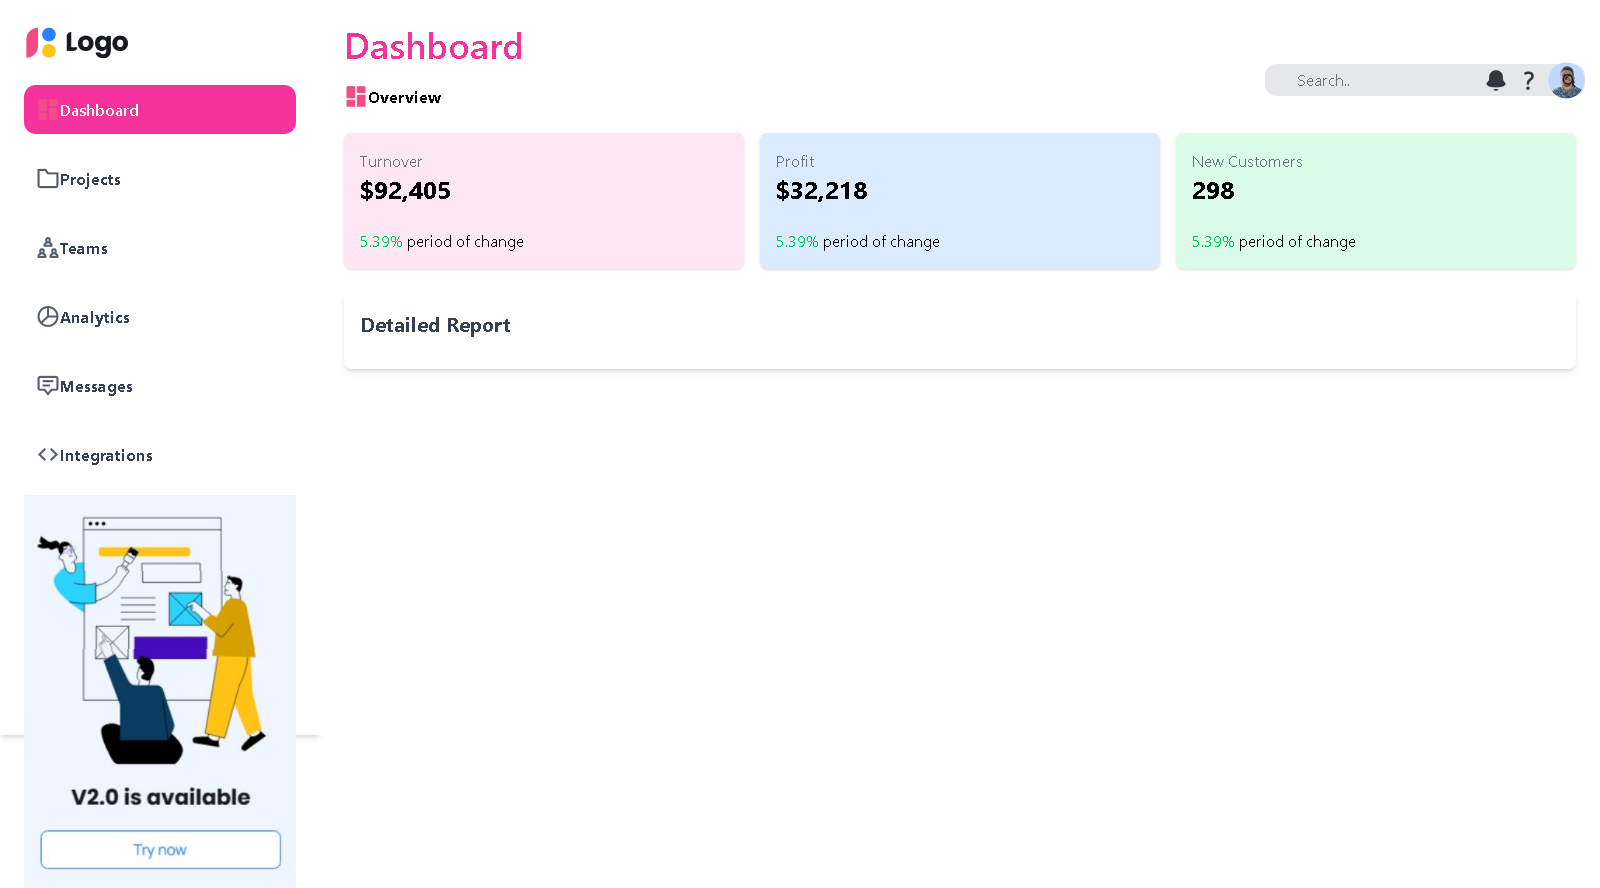 Logo
Dashboard
Projects
Teams
Analytics
Messages
Integrations
V2.0 is available
Try now
Dashboard
Overview
Search..
?
Turnover
$92,405
5.39% period of change
Profit
$32,218
5.39% period of change
New Customers
298
5.39% period of change
Detailed Report